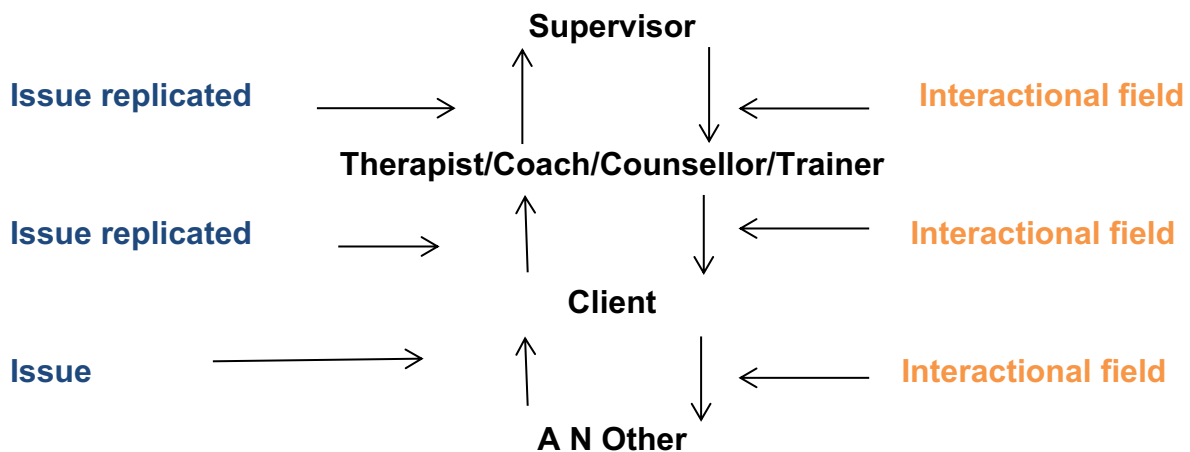 Supervisor
Issue replicated
Interactional field
Therapist/Coach/Counsellor/Trainer
Issue replicated
Interactional field
Client
Issue
Interactional field
A N Other